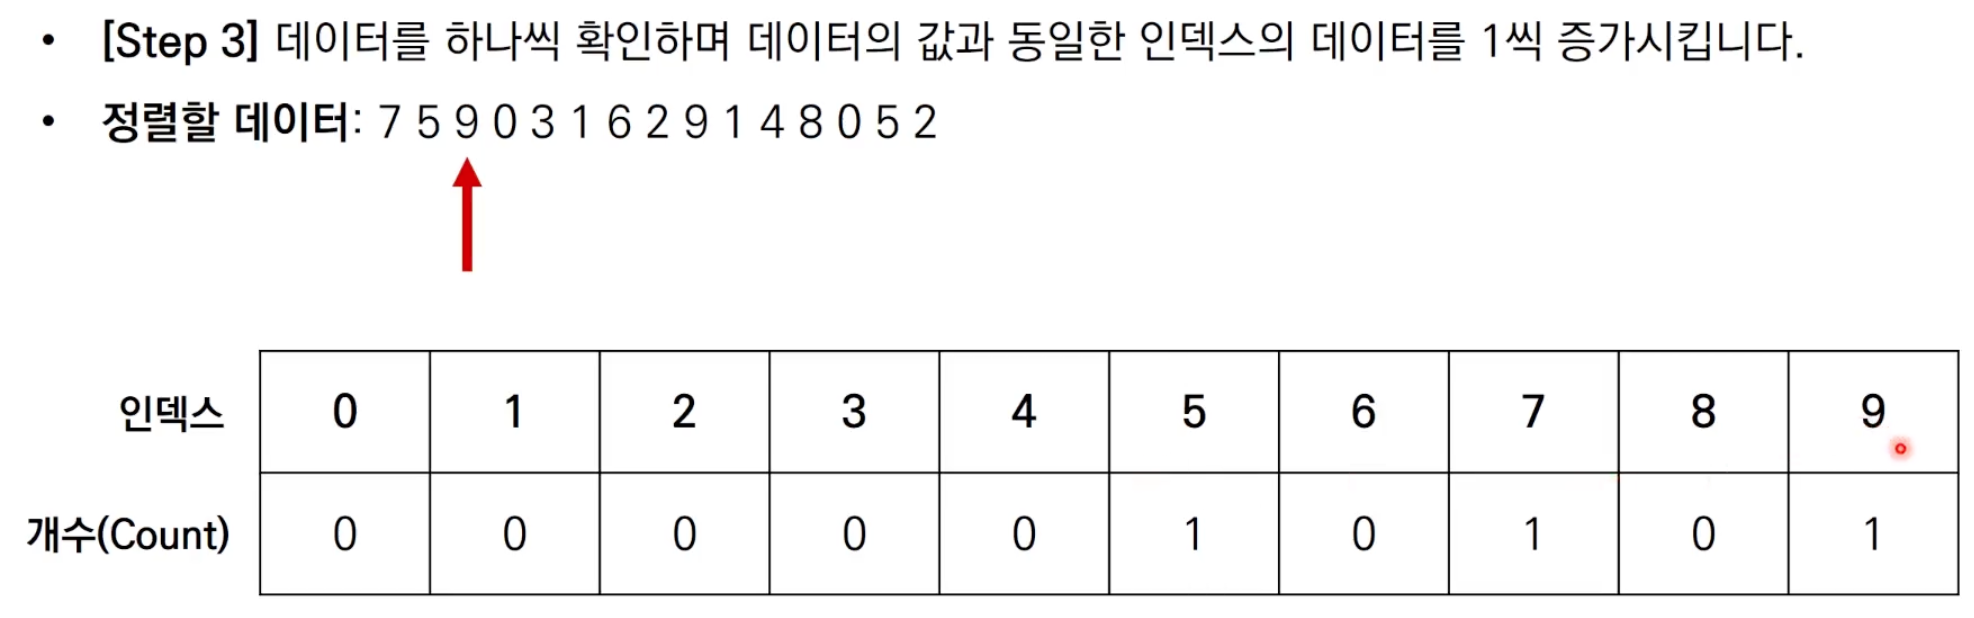 • [Step 3] 데이터를 하나씩 확인하며 데이터의 값과 동일한 인덱스의 데이터를 1씩 증가시킵니다.
• 정렬할 데이터: 7 5 9 0 3 1 6 2 9 1 4 8 0 5 2
인덱스 0 1 2 3 4 5 6 7 8 9
개수(Count) 0 0 0 0 0 1 0 1 0 1